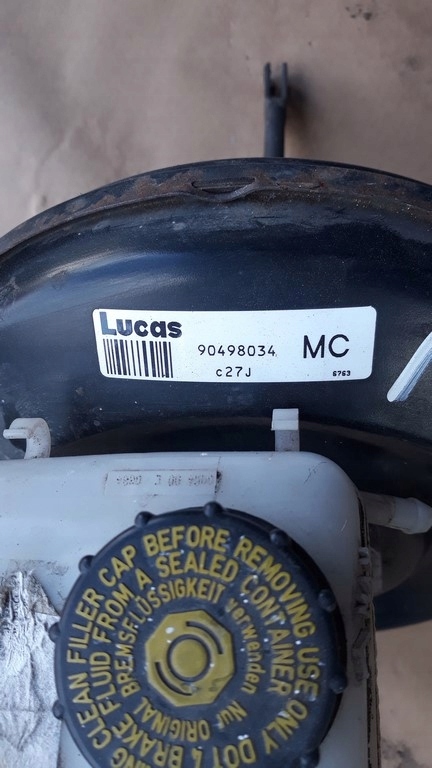 Lucas
90498034 MC
c27J 6763
CLEAN FILLER CAP BEFORE REMOVING USE ONLY DOT 4 BRAKE FLUID FROM A SEALED CONTAINER
Nur ORIGINAL BREMSFLÜSSIGKEIT verwenden